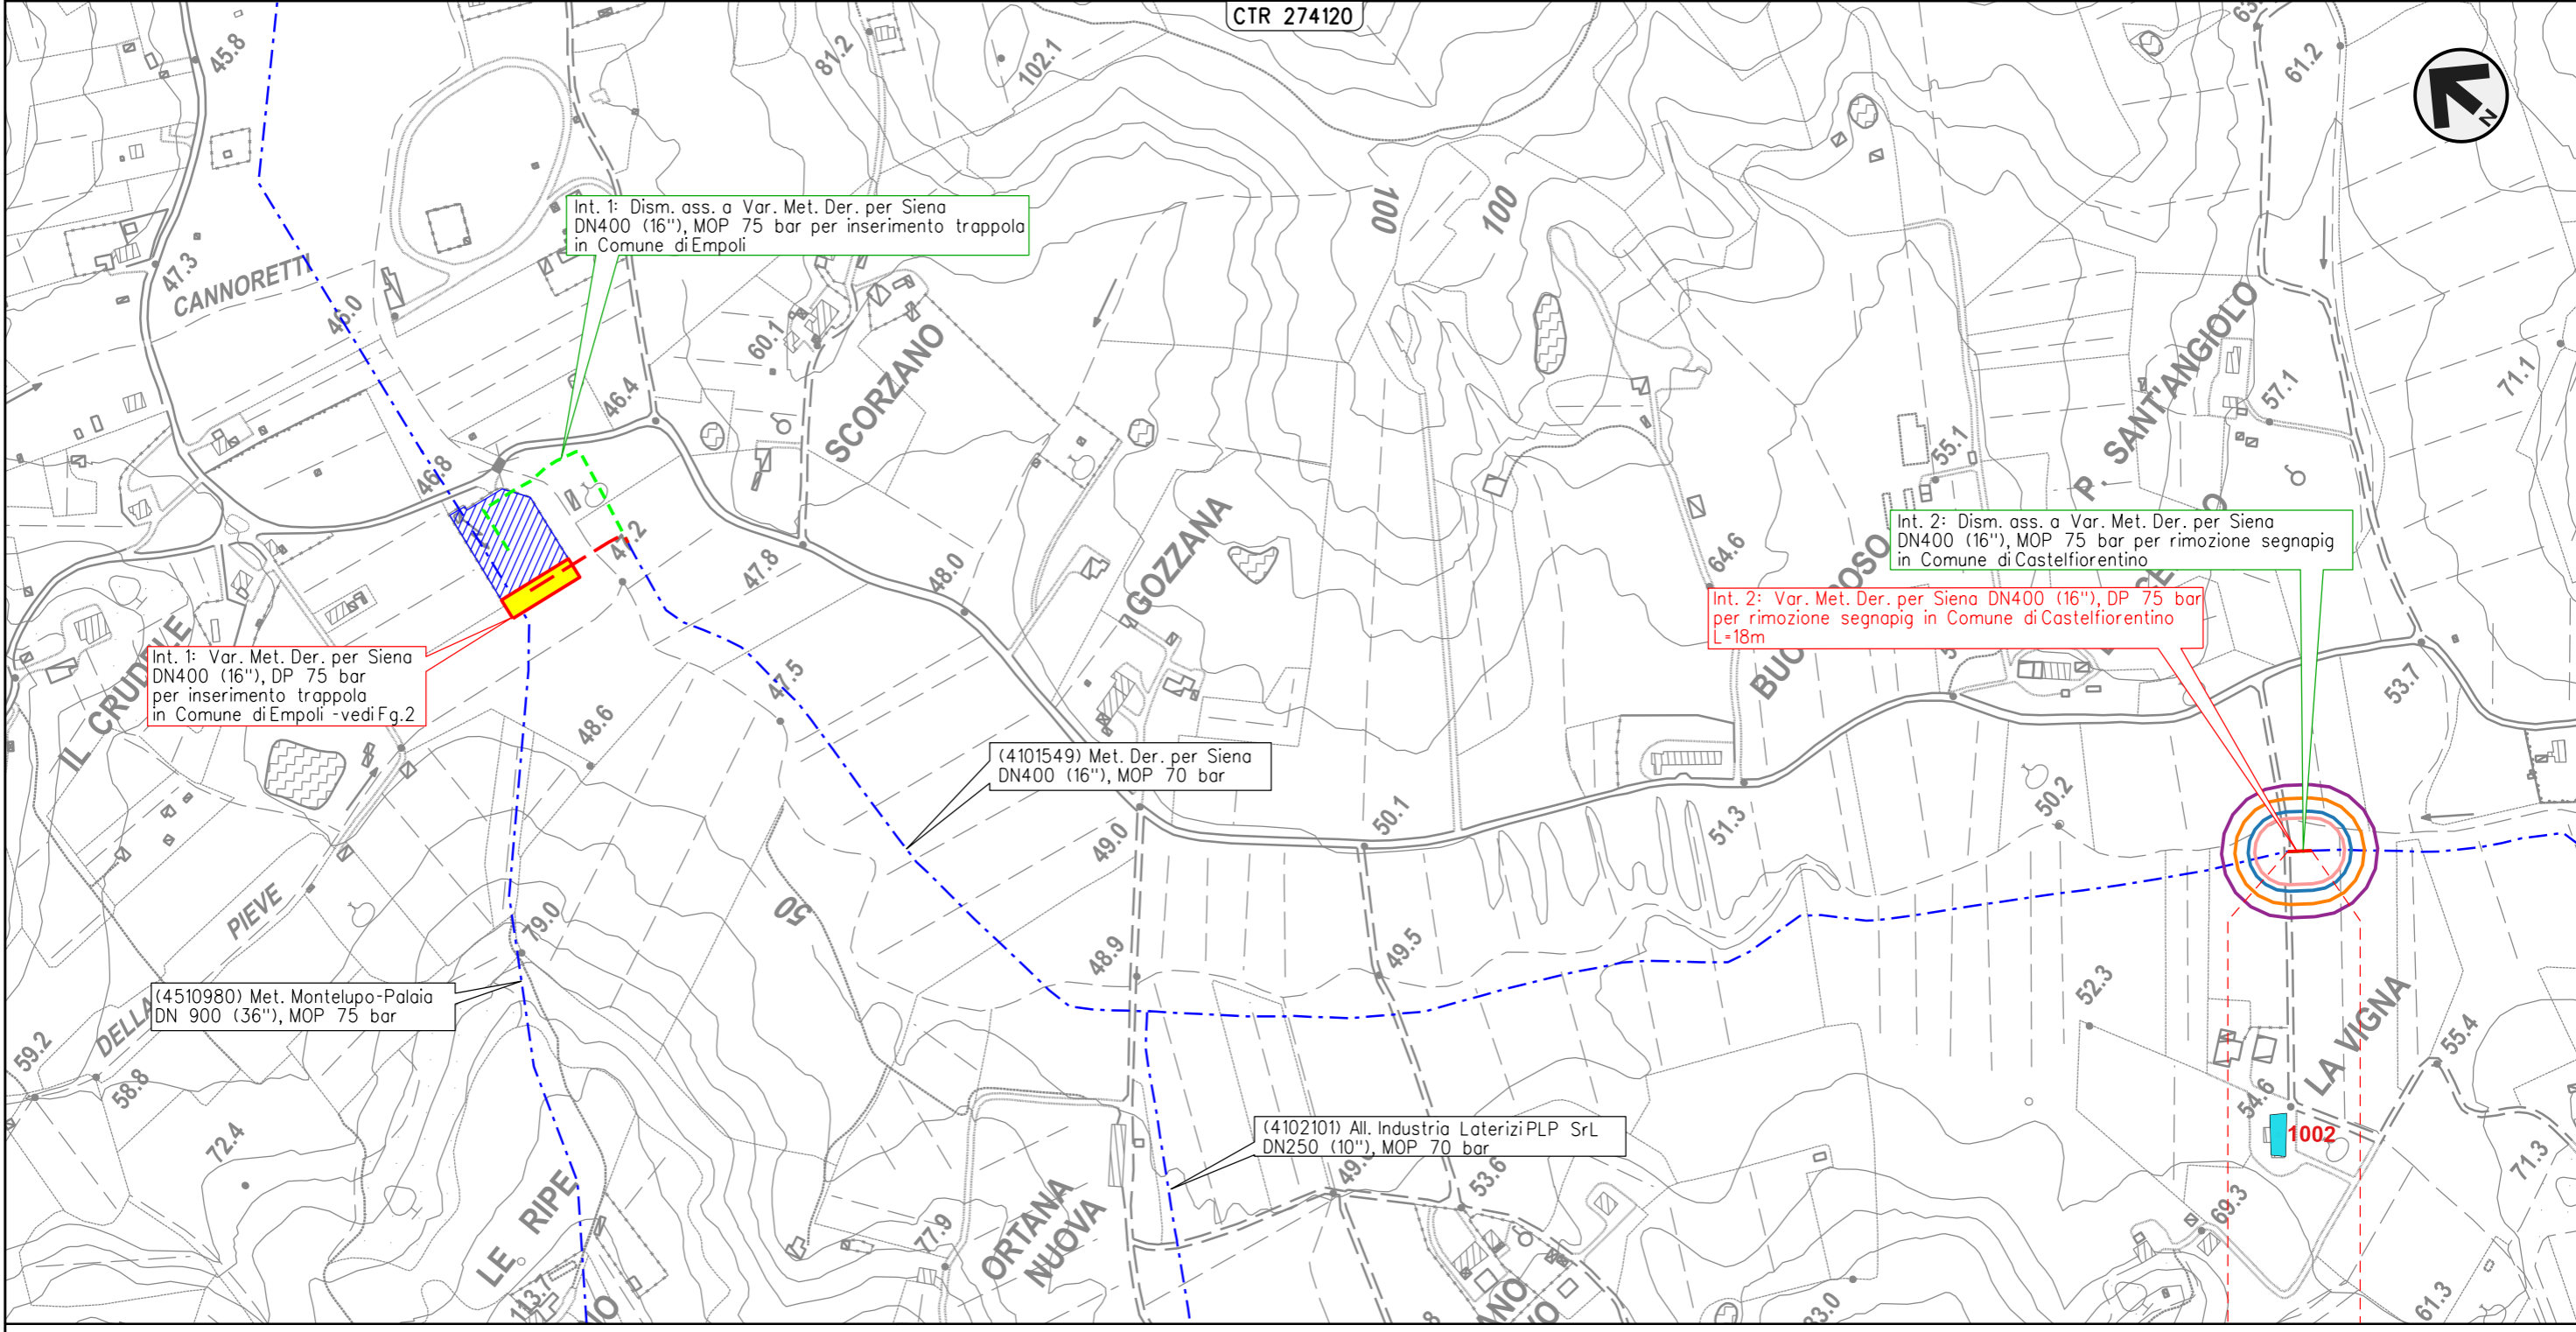 CTR 274120
45.8
81.2
102.1
63.
61.2
N
Int. 1: Dism. ass. a Var. Met. Der. per Siena
DN400 (16"), MOP 75 bar per inserimento trappola
in Comune di Empoli
100
100
47.3
CANNORETTI
46.0
60.1
SCORZANO
46.4
P. SANT'ANGIOLO
57.1
71.1
46.8
55.1
47.2
47.8
48.0
GOZZANA
64.6
Int. 2: Dism. ass. a Var. Met. Der. per Siena
DN400 (16"), MOP 75 bar per rimozione segnapig
in Comune di Castelfiorentino
Int. 2: Var. Met. Der. per Siena DN400 (16"), DP 75 bar
per rimozione segnapig in Comune di Castelfiorentino
L=18m
IL CRUDELE
Int. 1: Var. Met. Der. per Siena
DN400 (16"), DP 75 bar
per inserimento trappola
in Comune di Empoli - vedi Fg.2
47.5
48.6
53.7
(4101549) Met. Der. per Siena
DN400 (16"), MOP 70 bar
49.0
50.1
51.3
50.2
50
PIEVE
79.0
48.9
49.5
52.3
(4510980) Met. Montelupo-Palaia
DN 900 (36"), MOP 75 bar
DELLA
59.2
58.8
LA VIGNA
55.4
54.6
72.4
(4102101) All. Industria Laterizi PLP SrL
DN250 (10"), MOP 70 bar
1002
53.6
71.3
69.3
LE RIPE
77.9
ORTANA
NUOVA
113.7
61.3